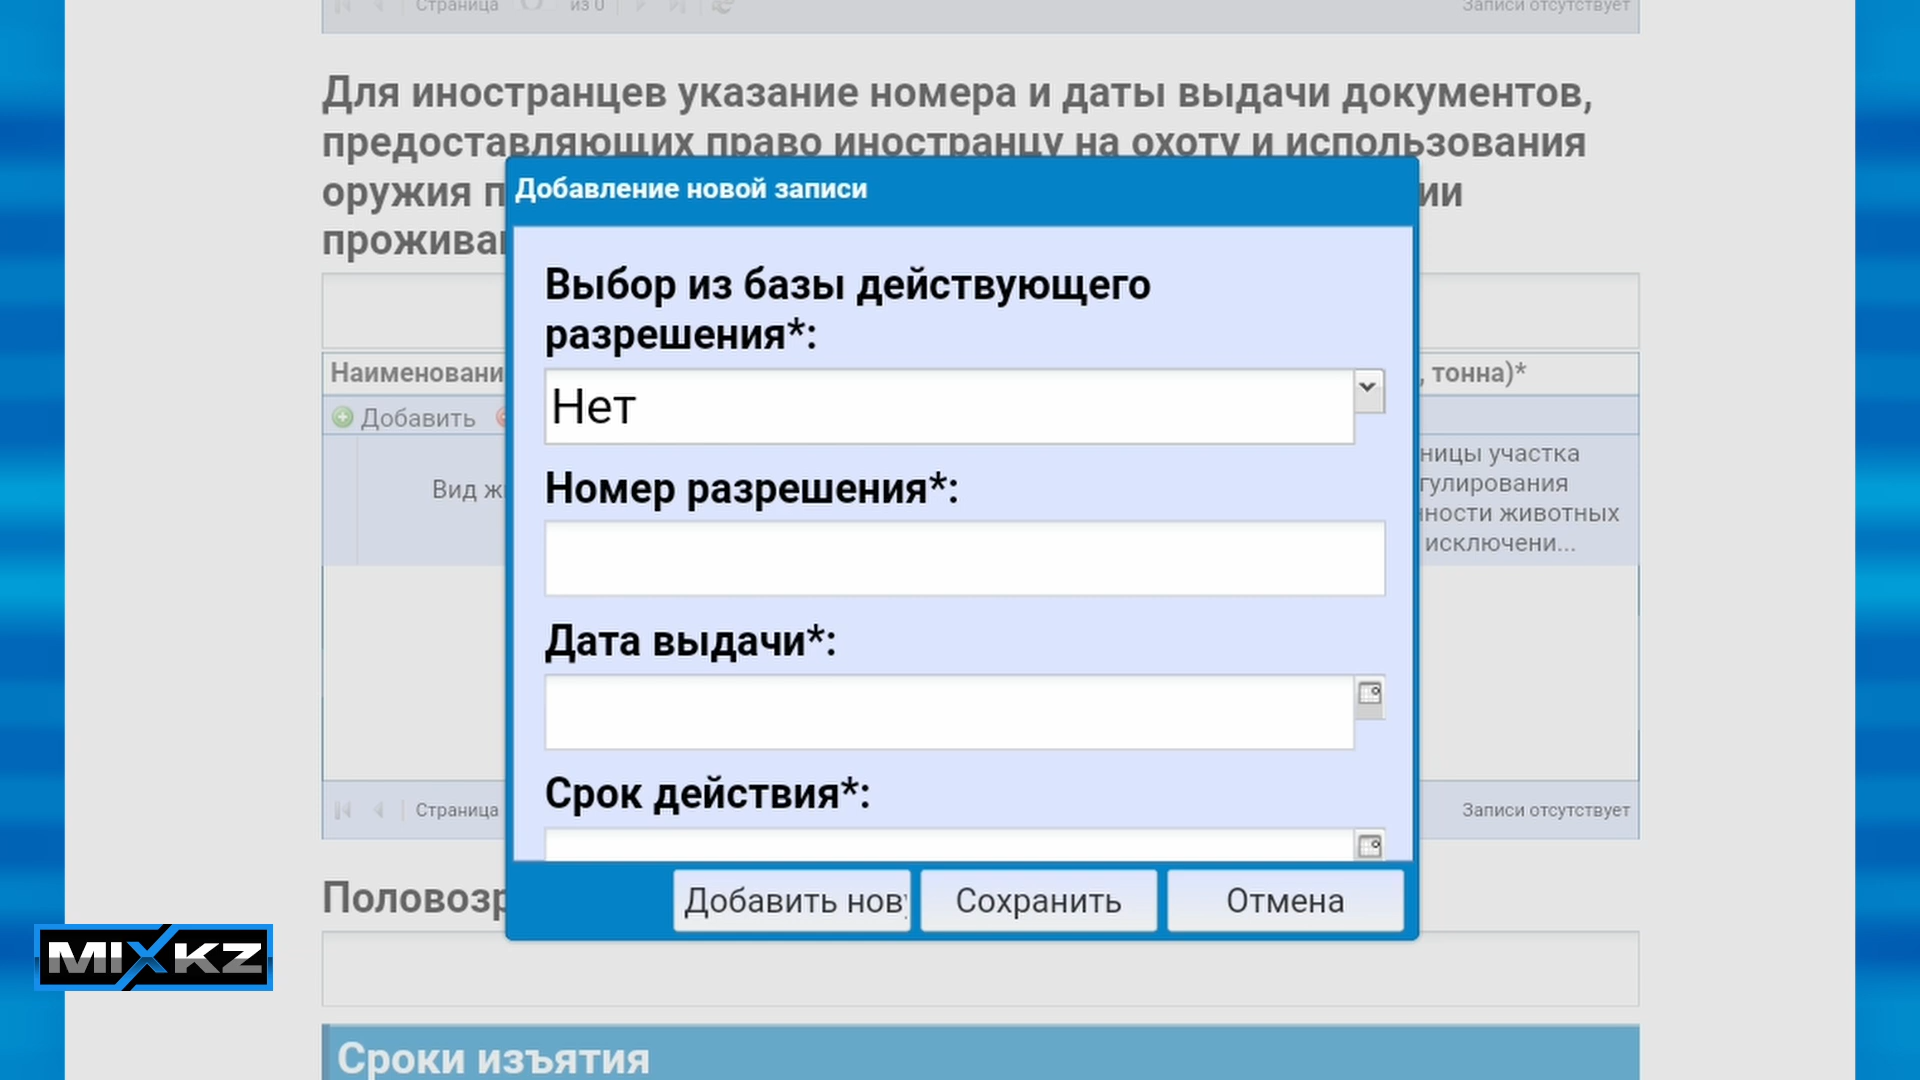 Страница
из 0
Записи отсутствует
Для иностранцев указание номера и даты выдачи документов,
предоставляющих право иностранцу на охоту и использования
оружия п
ии
прожива
Добавление новой записи
Выбор из базы действующего
разрешения*:
Нет
Номер разрешения*:
Дата выдачи*:
Срок действия*:
Добавить нов
Сохранить
Отмена
Наименовани
, тонна)*
Добавить
Вид ж
ницы участка
гулирования
нности животных
исключени...
Страница
Записи отсутствует
Полововзр
MIXKZ
Сроки изъятия